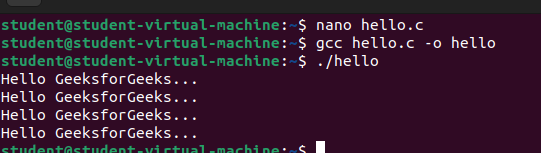 student@student-virtual-machine:~$ nano hello.c
student@student-virtual-machine:~$ gcc hello.c -o hello
student@student-virtual-machine:~$ ./hello
Hello GeeksforGeeks...
Hello GeeksforGeeks...
Hello GeeksforGeeks...
Hello GeeksforGeeks...
student@student-virtual-machine:~$